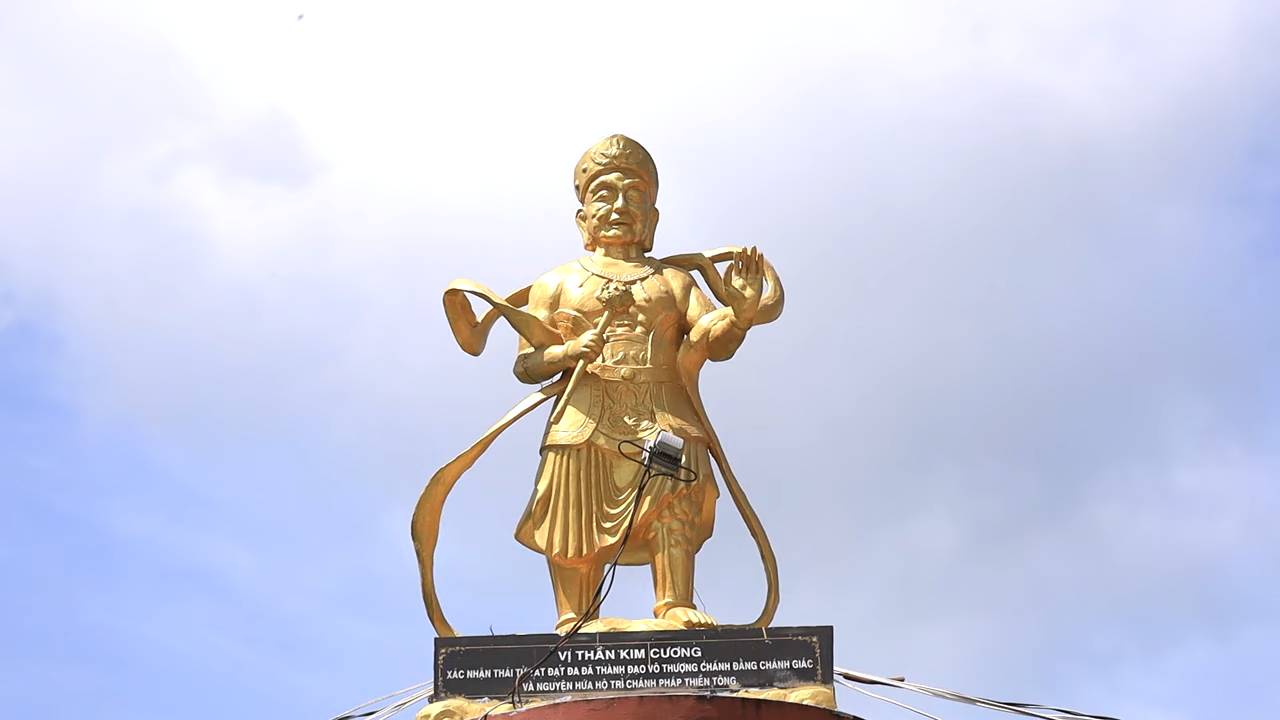 VỊ THẦN KIM CƯƠNG
XÁC NHẬN THÁI TỬ TẤT ĐẠT ĐA ĐÃ THÀNH ĐẠO VÔ THƯỢNG CHÁNH ĐẲNG CHÁNH GIÁC
VÀ NGUYỆN HỨA HỘ TRÌ CHÁNH PHÁP THIỀN TÔNG.